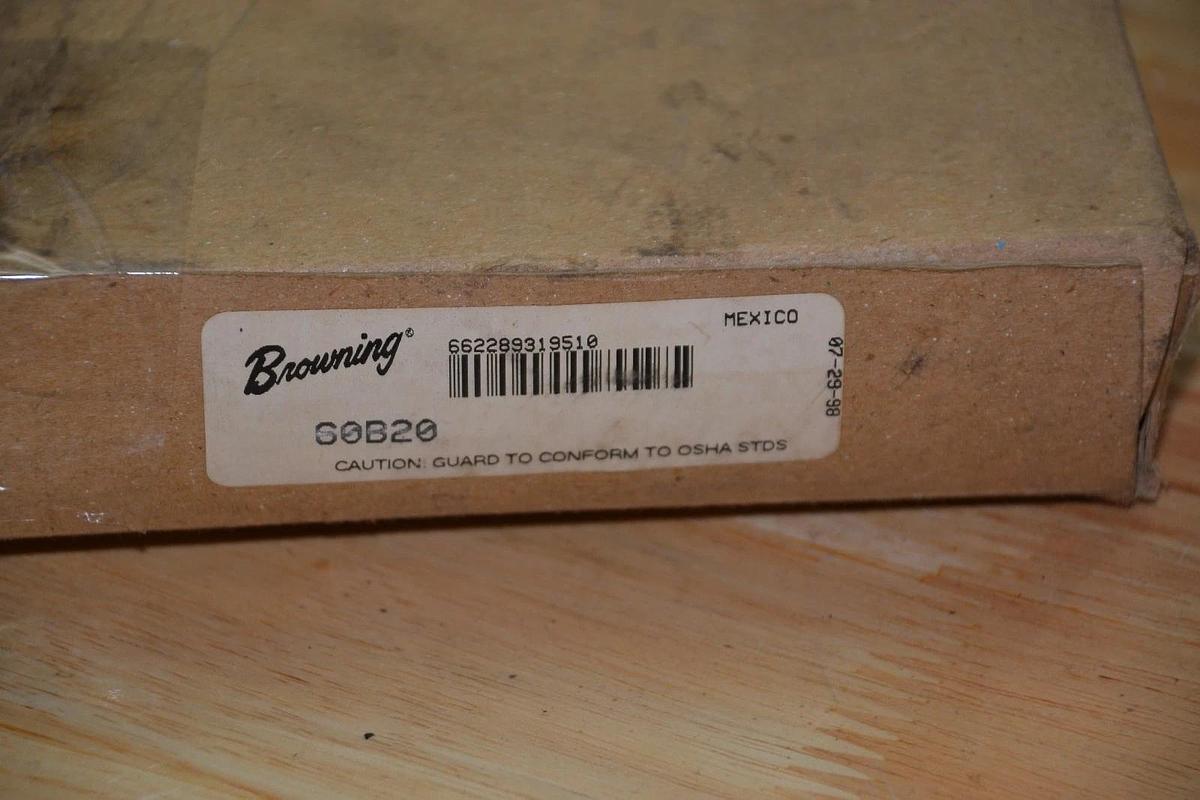 Browning®
662289319510
MEXICO
07-29-98
60B20
CAUTION: GUARD TO CONFORM TO OSHA STDS